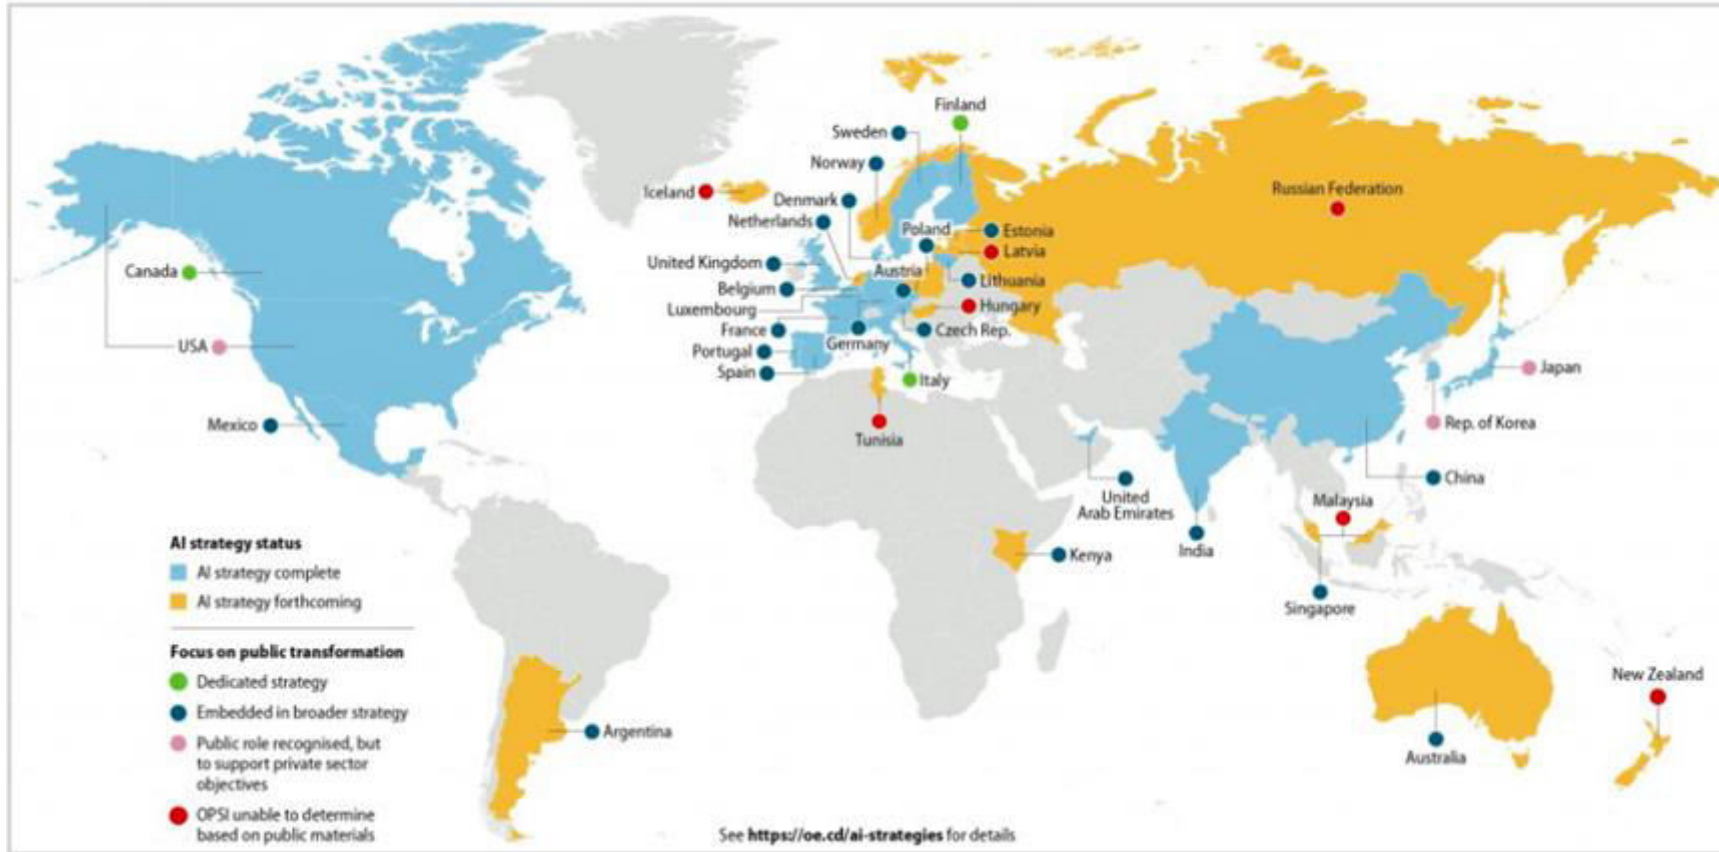 Finland
Sweden
Norway
Iceland
Denmark
Netherlands
Russian Federation
Poland
Estonia
Latvia
United Kingdom
Austria
Lithuania
Canada
Belgium
Luxembourg
Hungary
France
Czech Rep.
Germany
USA
Portugal
Spain
Italy
Japan
Mexico
Tunisia
Rep. of Korea
China
United
Arab Emirates
Malaysia
India
Kenya
Singapore
AI strategy status
AI strategy complete
AI strategy forthcoming
Focus on public transformation
Dedicated strategy
Embedded in broader strategy
Public role recognised, but
to support private sector
objectives
OPSI unable to determine
based on public materials
Argentina
New Zealand
Australia
See https://oe.cd/ai-strategies for details